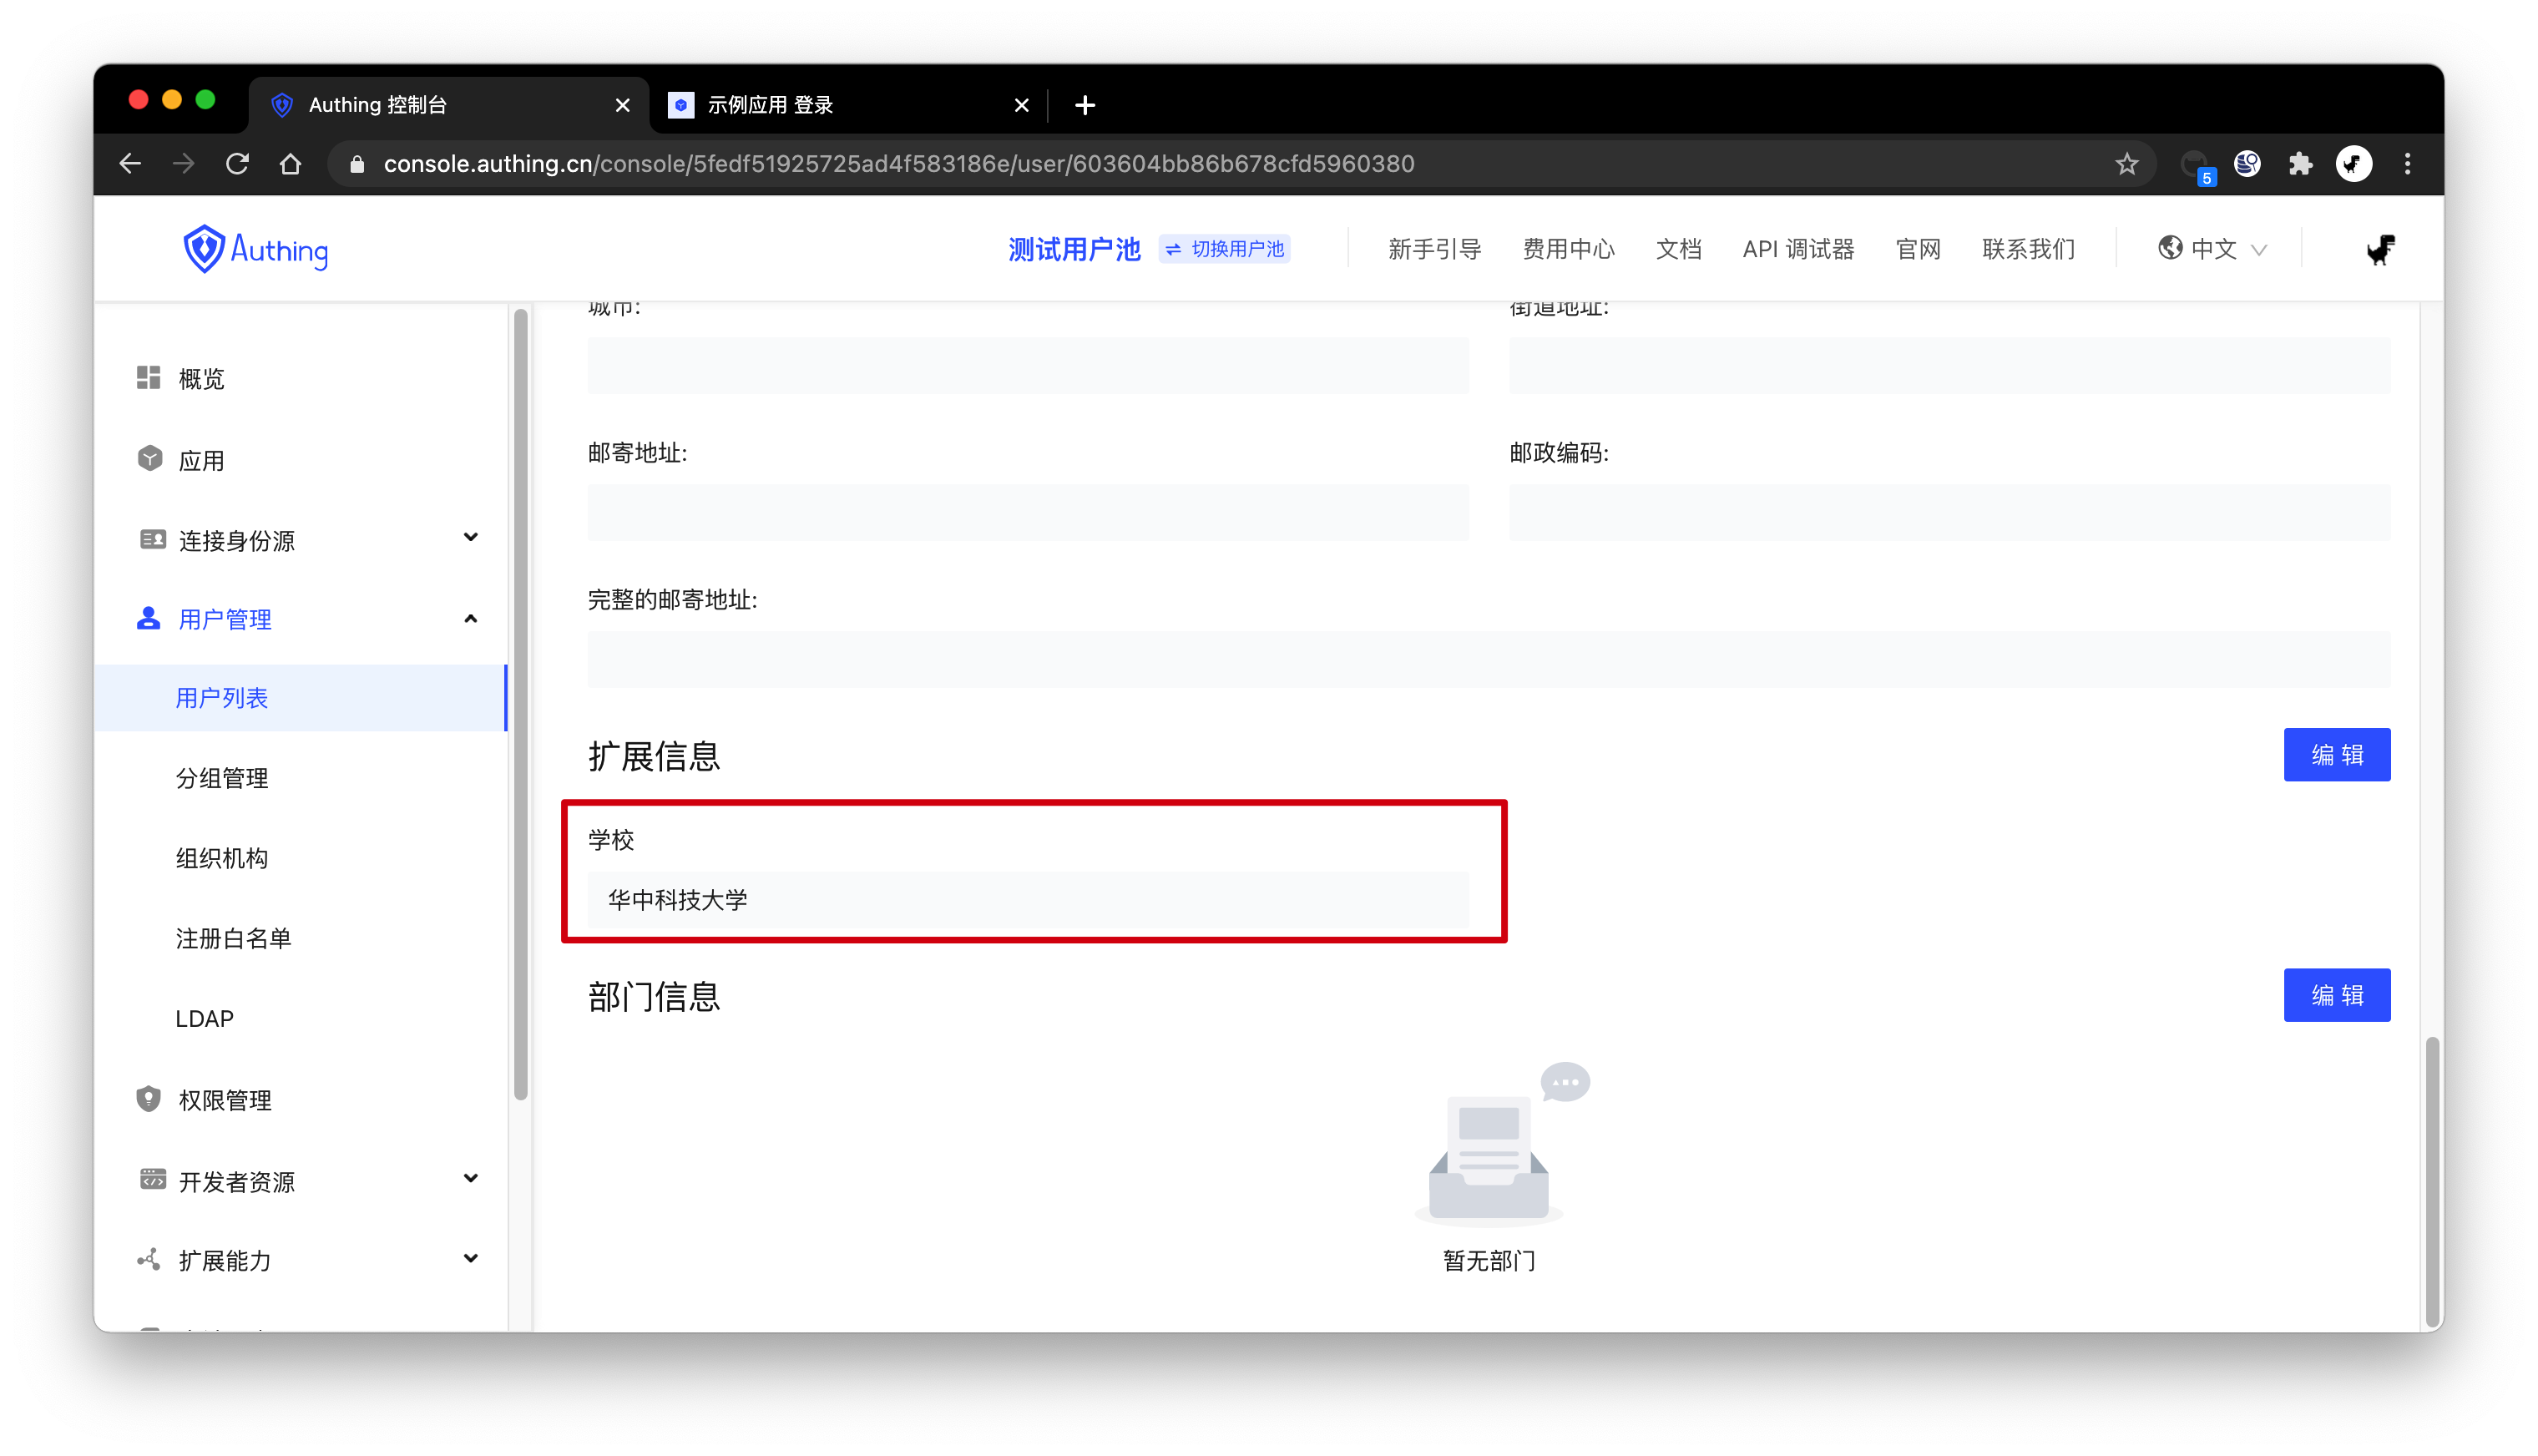 Authing 控制台
示例应用 登录
console.authing.cn/console/5fedf51925725ad4f583186e/user/603604bb86b678cfd5960380
5
Authing
测试用户池
切换用户池
新手引导
费用中心
文档
API 调试器
官网
联系我们
中文
概览
应用
连接身份源
用户管理
用户列表
分组管理
组织机构
注册白名单
LDAP
权限管理
开发者资源
扩展能力
城市:
街道地址:
邮寄地址:
邮政编码:
完整的邮寄地址:
扩展信息
编 辑
学校
华中科技大学
部门信息
编 辑
暂无部门